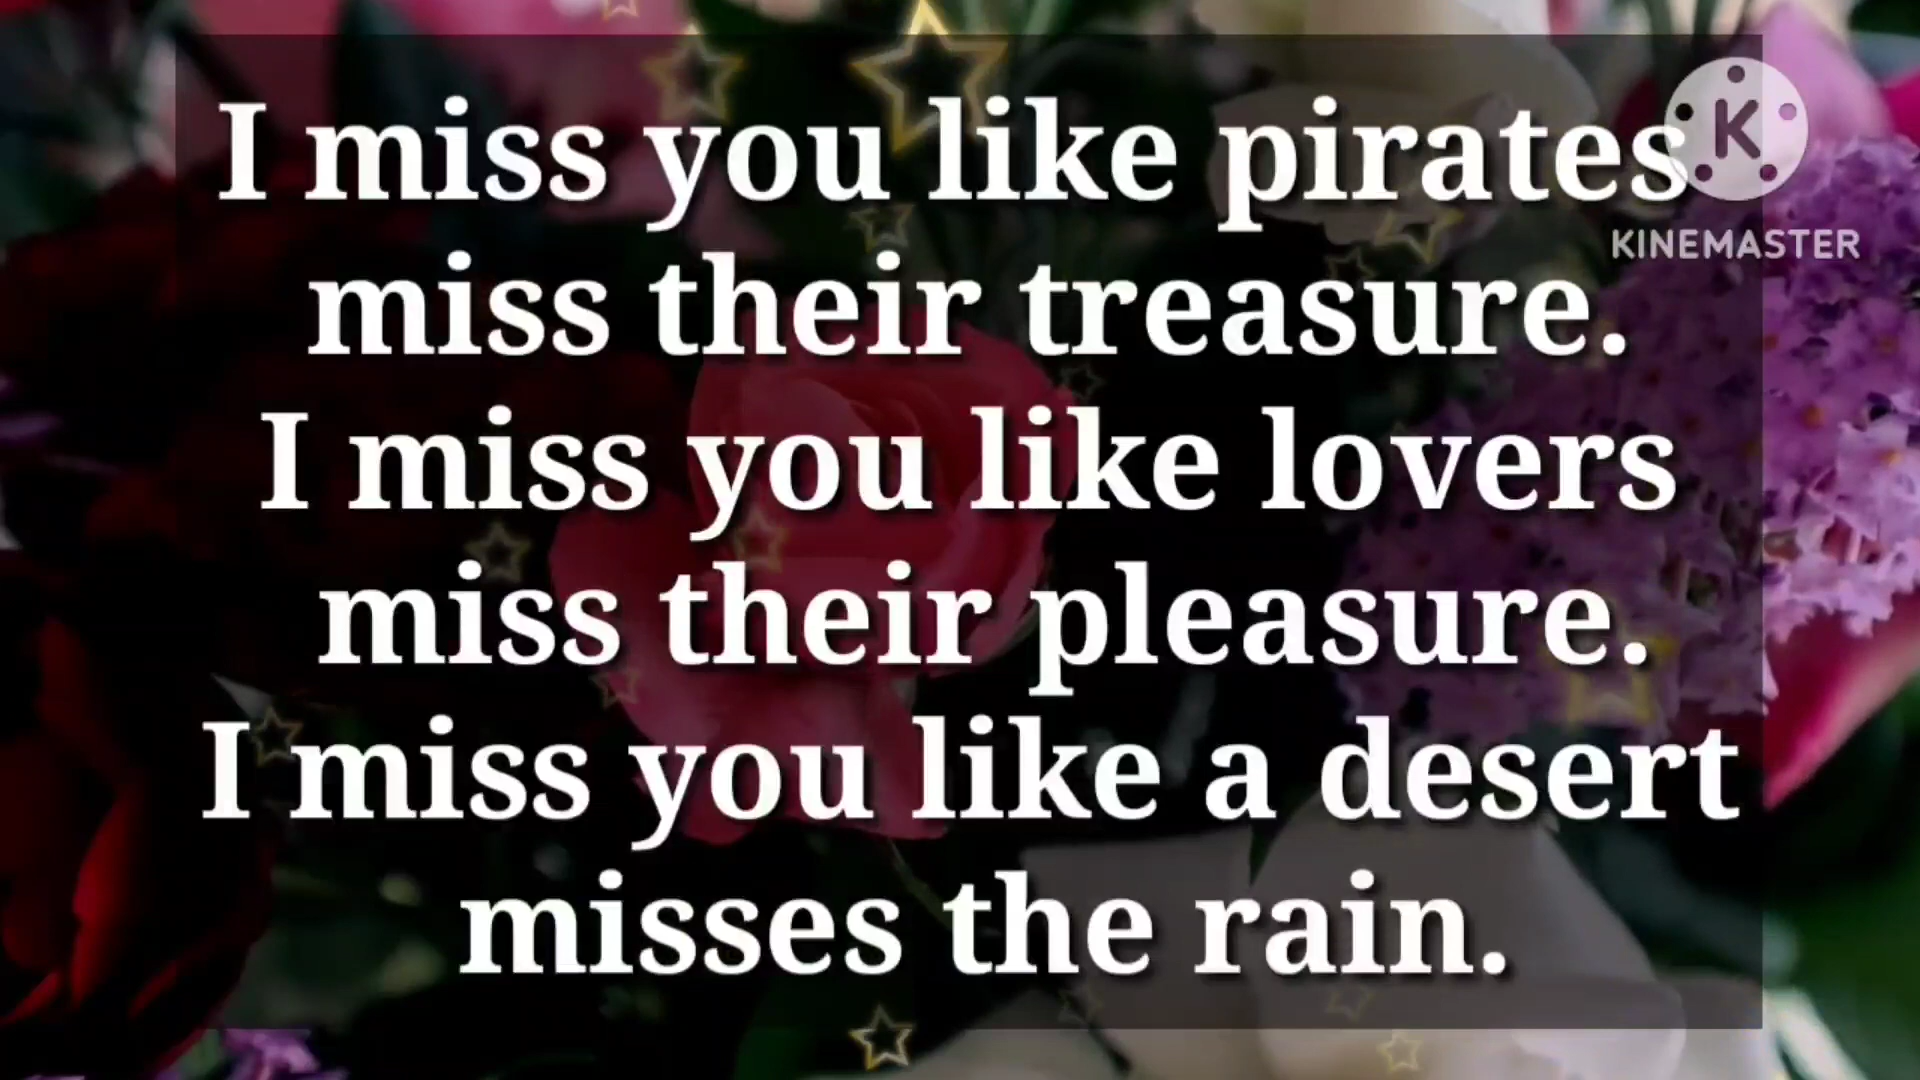 I miss you like pirates
K
KINEMASTER
miss their treasure.
I miss you like lovers
miss their pleasure.
I miss you like a desert
misses the rain.